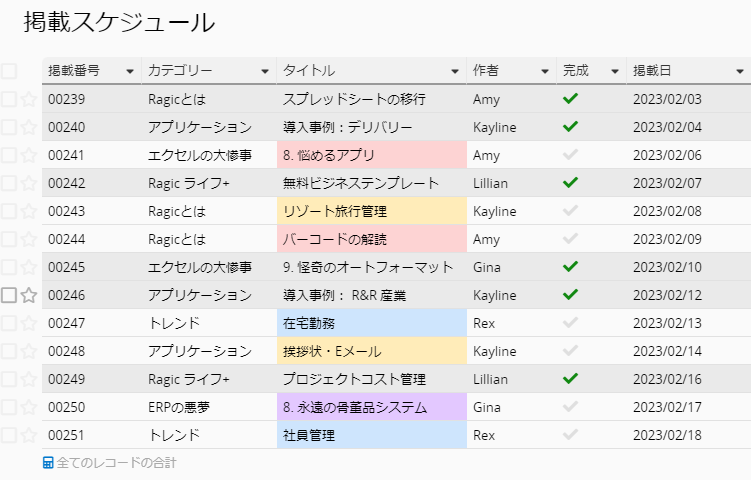 掲載スケジュール
掲載番号 カテゴリー タイトル 作者 完成 掲載日
00239 Ragicとは スプレッドシートの移行 Amy 2023/02/03
00240 アプリケーション 導入事例：デリバリー Kayline 2023/02/04
00241 エクセルの大惨事 8. 悩めるアプリ Amy 2023/02/06
00242 Ragic ライフ+ 無料ビジネステンプレート Lillian 2023/02/07
00243 Ragicとは リゾート旅行管理 Kayline 2023/02/08
00244 Ragicとは バーコードの解読 Amy 2023/02/09
00245 エクセルの大惨事 9. 怪奇のオートフォーマット Gina 2023/02/10
00246 アプリケーション 導入事例： R&R 産業 Kayline 2023/02/12
00247 トレンド 在宅勤務 Rex 2023/02/13
00248 アプリケーション 挨拶状・Eメール Kayline 2023/02/14
00249 Ragic ライフ+ プロジェクトコスト管理 Lillian 2023/02/16
00250 ERPの悪夢 8. 永遠の骨董品システム Gina 2023/02/17
00251 トレンド 社員管理 Rex 2023/02/18
全てのレコードの合計